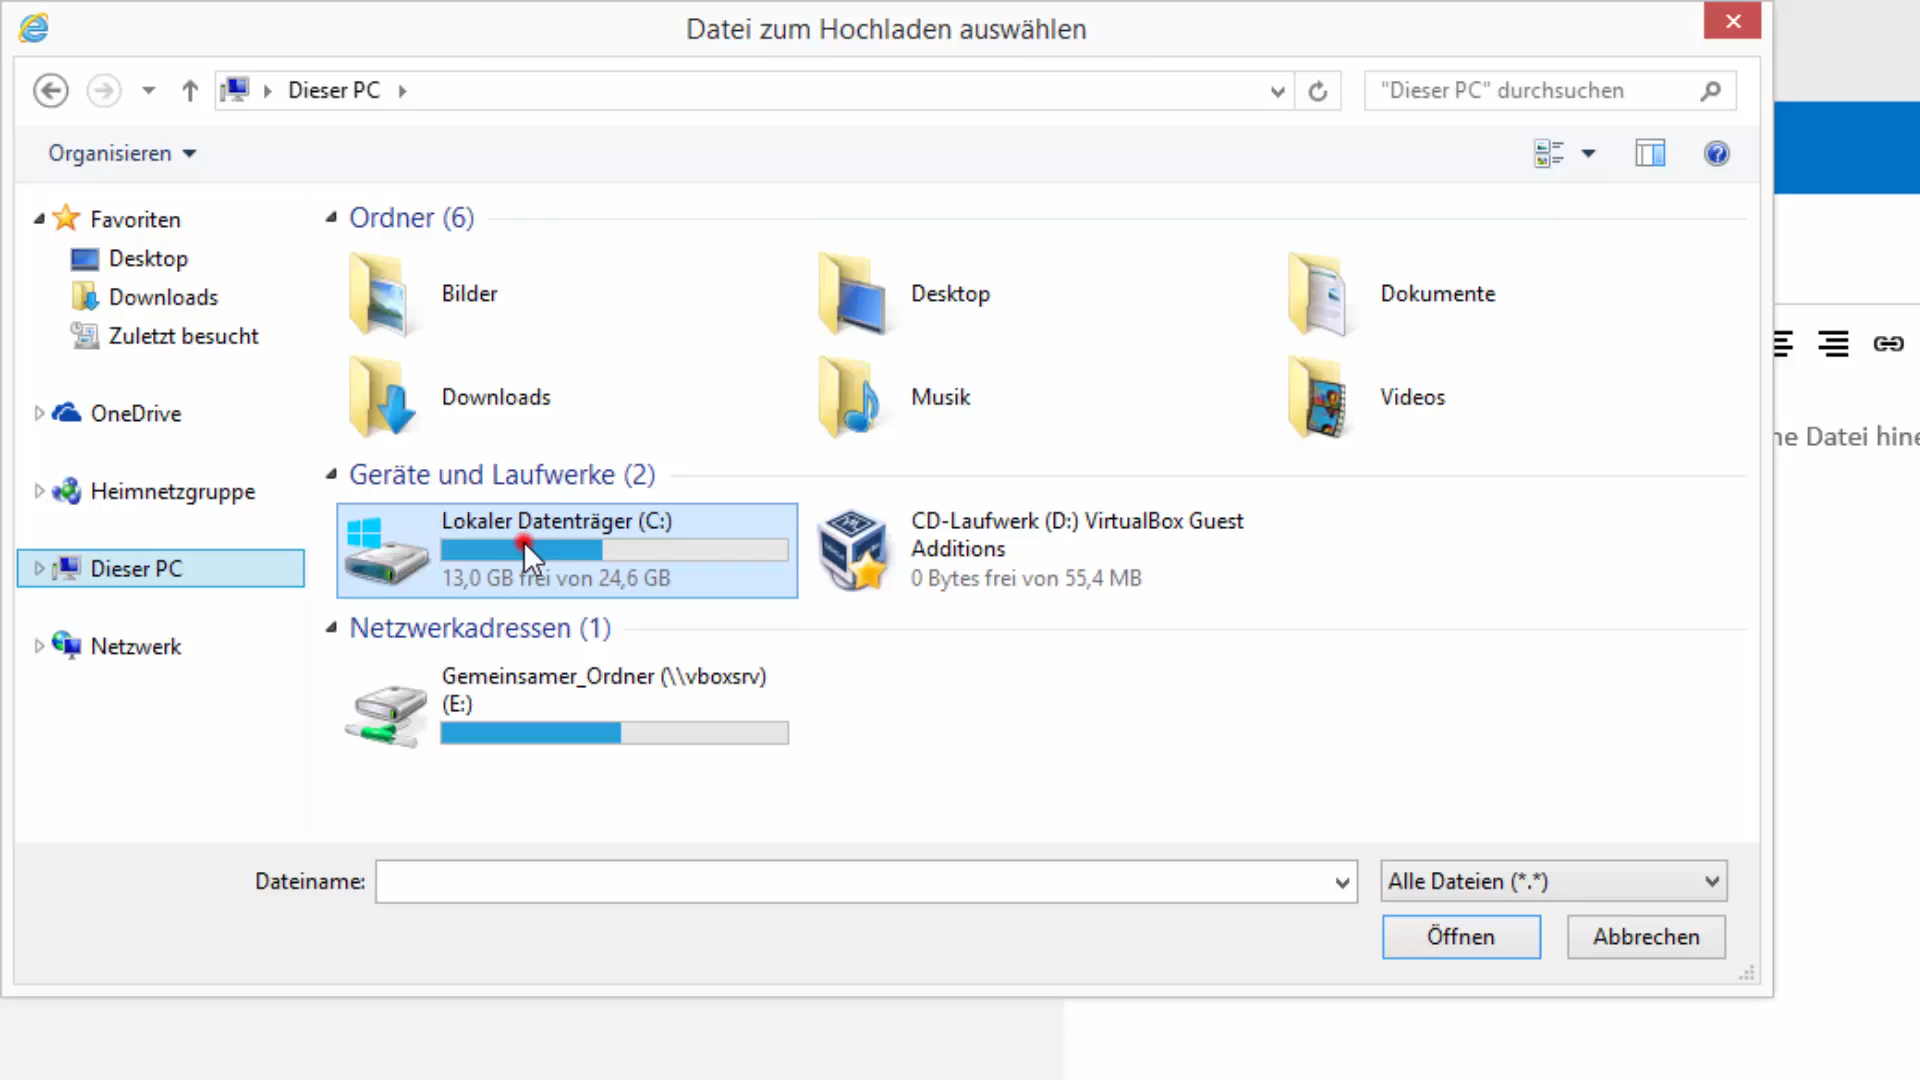 Datei zum Hochladen auswählen
Dieser PC
"Dieser PC" durchsuchen
Organisieren
Favoriten
Desktop
Downloads
Zuletzt besucht
OneDrive
Heimnetzgruppe
Dieser PC
Netzwerk
Ordner (6)
Bilder
Desktop
Dokumente
Downloads
Musik
Videos
Geräte und Laufwerke (2)
Lokaler Datenträger (C:)
13,0 GB frei von 24,6 GB
CD-Laufwerk (D:) VirtualBox Guest
Additions
0 Bytes frei von 55,4 MB
Netzwerkadressen (1)
Gemeinsamer_Ordner (\\vboxsrv)
(E:)
Dateiname:
Alle Dateien (*.*)
Öffnen
Abbrechen
Datei